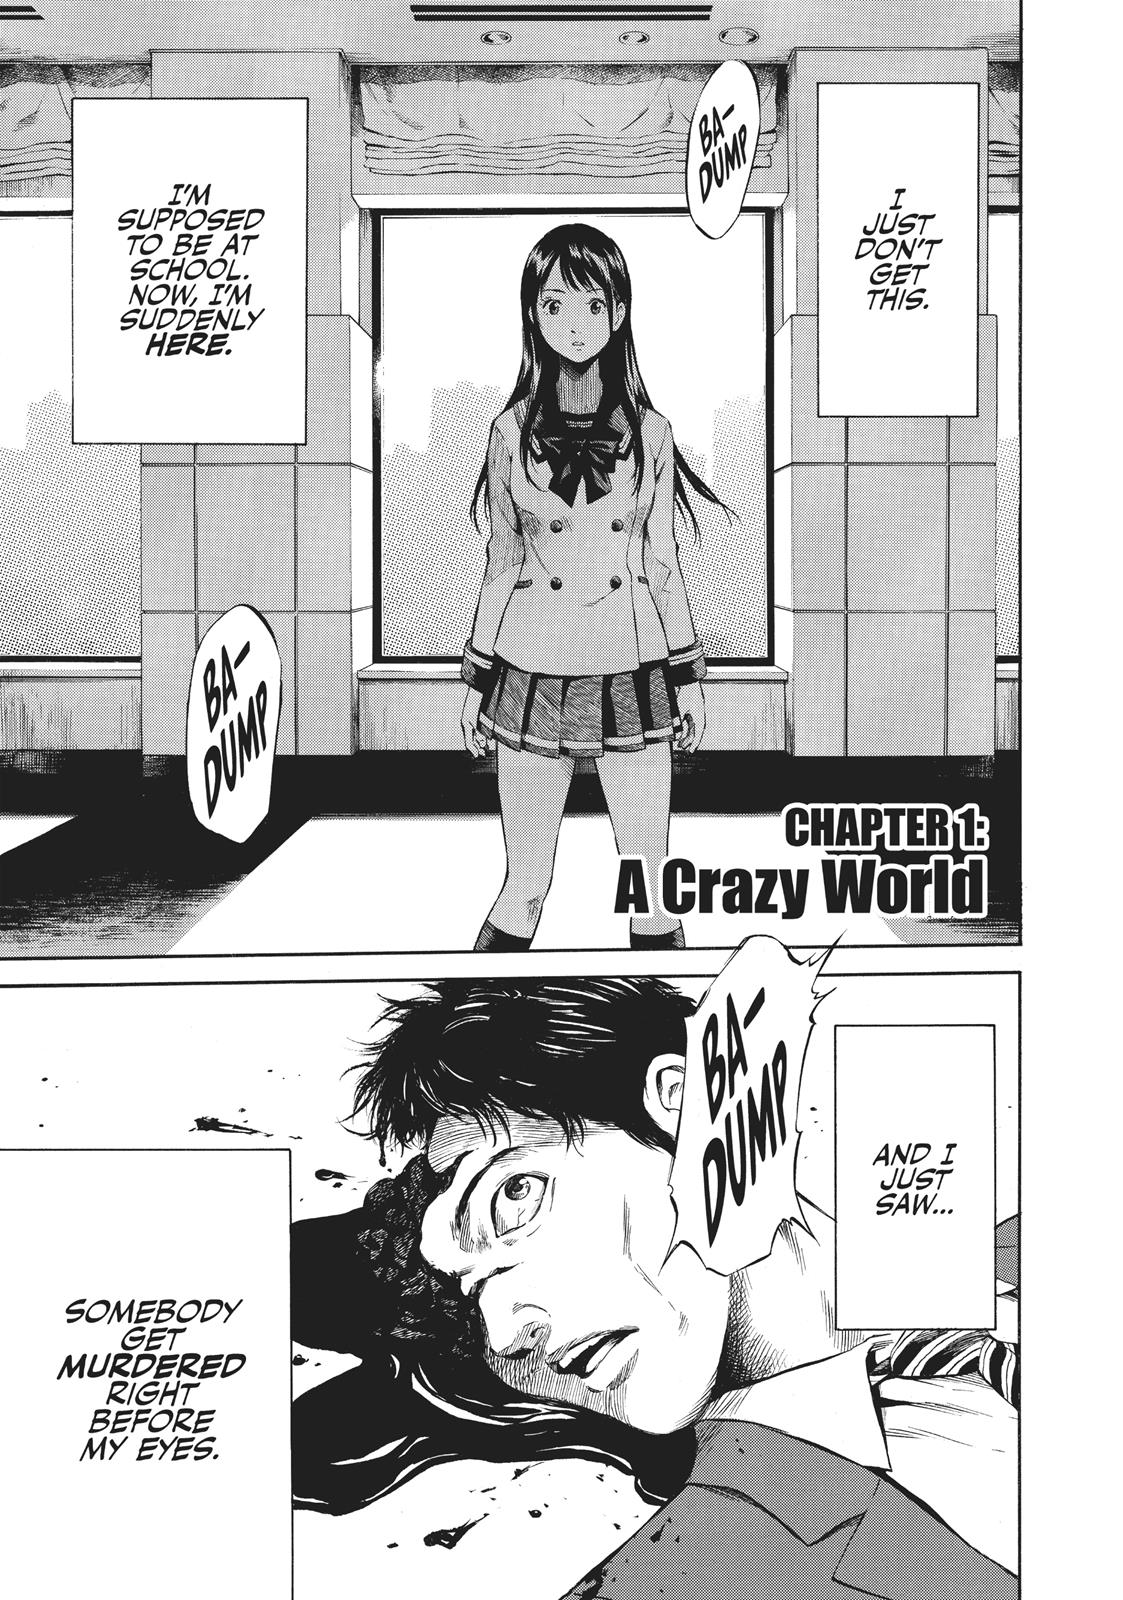 I
JUST
DON'T
GET
THIS.
BA-
DUMP
I'M
SUPPOSED
TO BE AT
SCHOOL.
NOW, I'M
SUDDENLY
HERE.
BA-
DUMP
CHAPTER 1:
A Crazy World
AND I
JUST
SAW...
BA-
DUMP
SOMEBODY
GET
MURDERED
RIGHT
BEFORE
MY EYES.